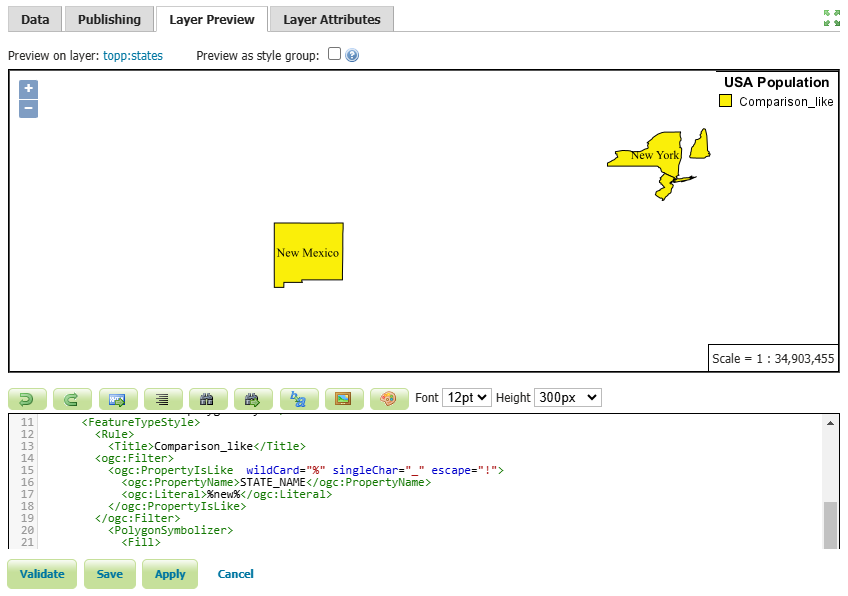 Data Publishing Layer Preview Layer Attributes
Preview on layer: topp:states Preview as style group:
+
−
USA Population
Comparison_like
New York
New Mexico
Scale = 1 : 34,903,455
Font 12pt Height 300px
11 <FeatureTypeStyle>
12 <Rule>
13 <Title>Comparison_like</Title>
14 <ogc:Filter>
15 <ogc:PropertyIsLike wildCard="%" singleChar="_" escape="!">
16 <ogc:PropertyName>STATE_NAME</ogc:PropertyName>
17 <ogc:Literal>%new%</ogc:Literal>
18 </ogc:PropertyIsLike>
19 </ogc:Filter>
20 <PolygonSymbolizer>
21 <Fill>
Validate Save Apply Cancel